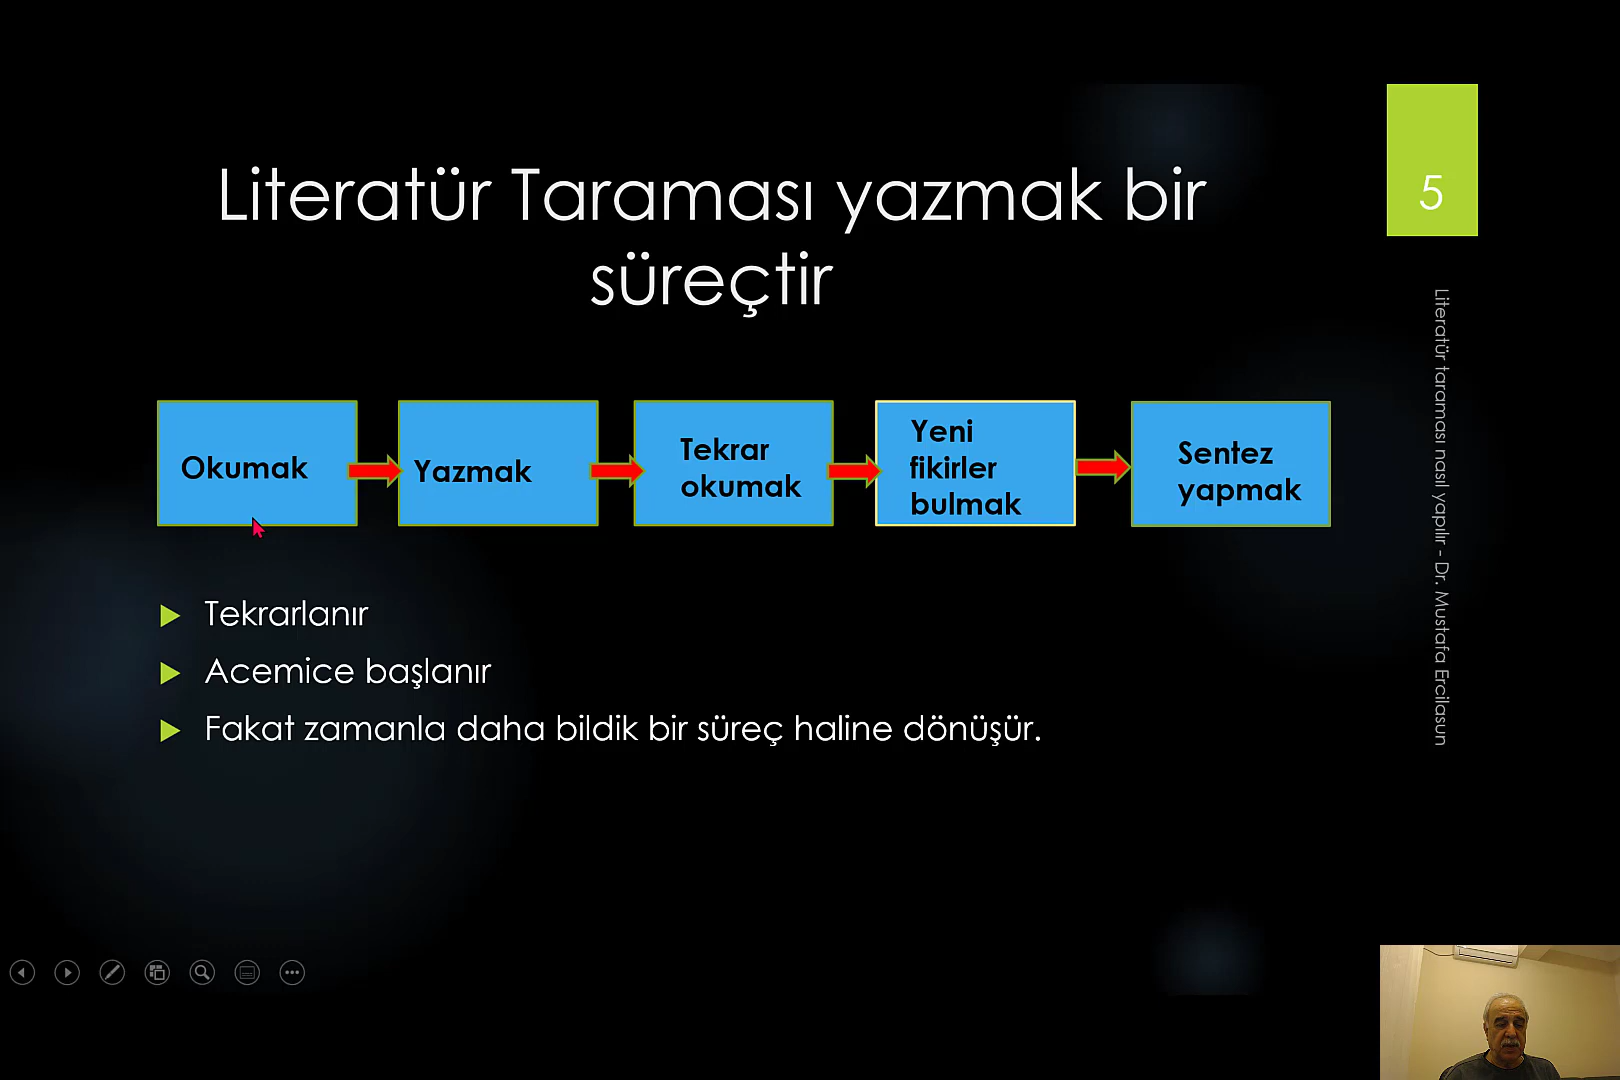 Literatür Taraması yazmak bir
süreçtir
5
Okumak
Yazmak
Tekrar
okumak
Yeni
fikirler
bulmak
Sentez
yapmak
Tekrarlanır
Acemice başlanır
Fakat zamanla daha bildik bir süreç haline dönüşür.
Literatür taraması nasıl yapılır - Dr. Mustafa Ercilasun